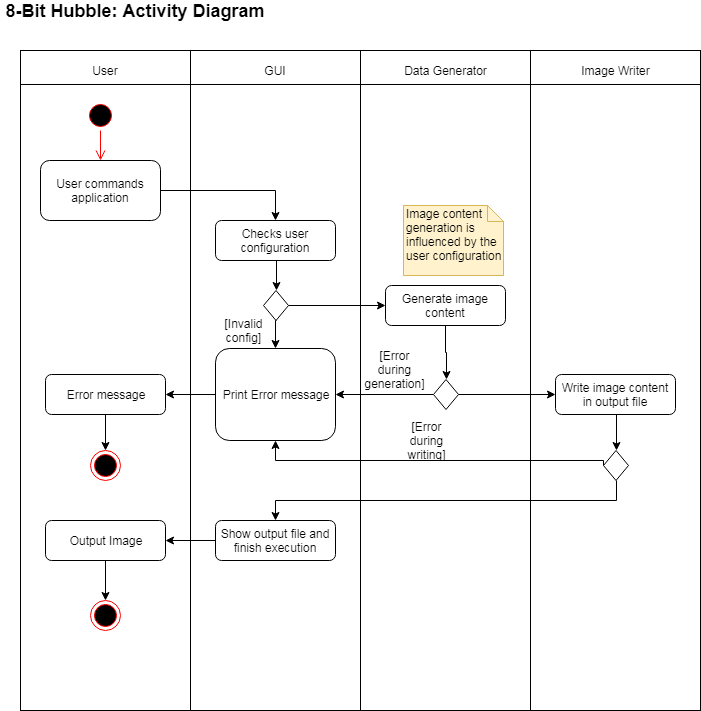 8-Bit Hubble: Activity Diagram
User
GUI
Data Generator
Image Writer
User commands
application
Checks user
configuration
Image content
generation is
influenced by the
user configuration
Generate image
content
[Invalid
config]
[Error
during
generation]
Error message
Print Error message
Write image content
in output file
[Error
during
writing]
Output Image
Show output file and
finish execution